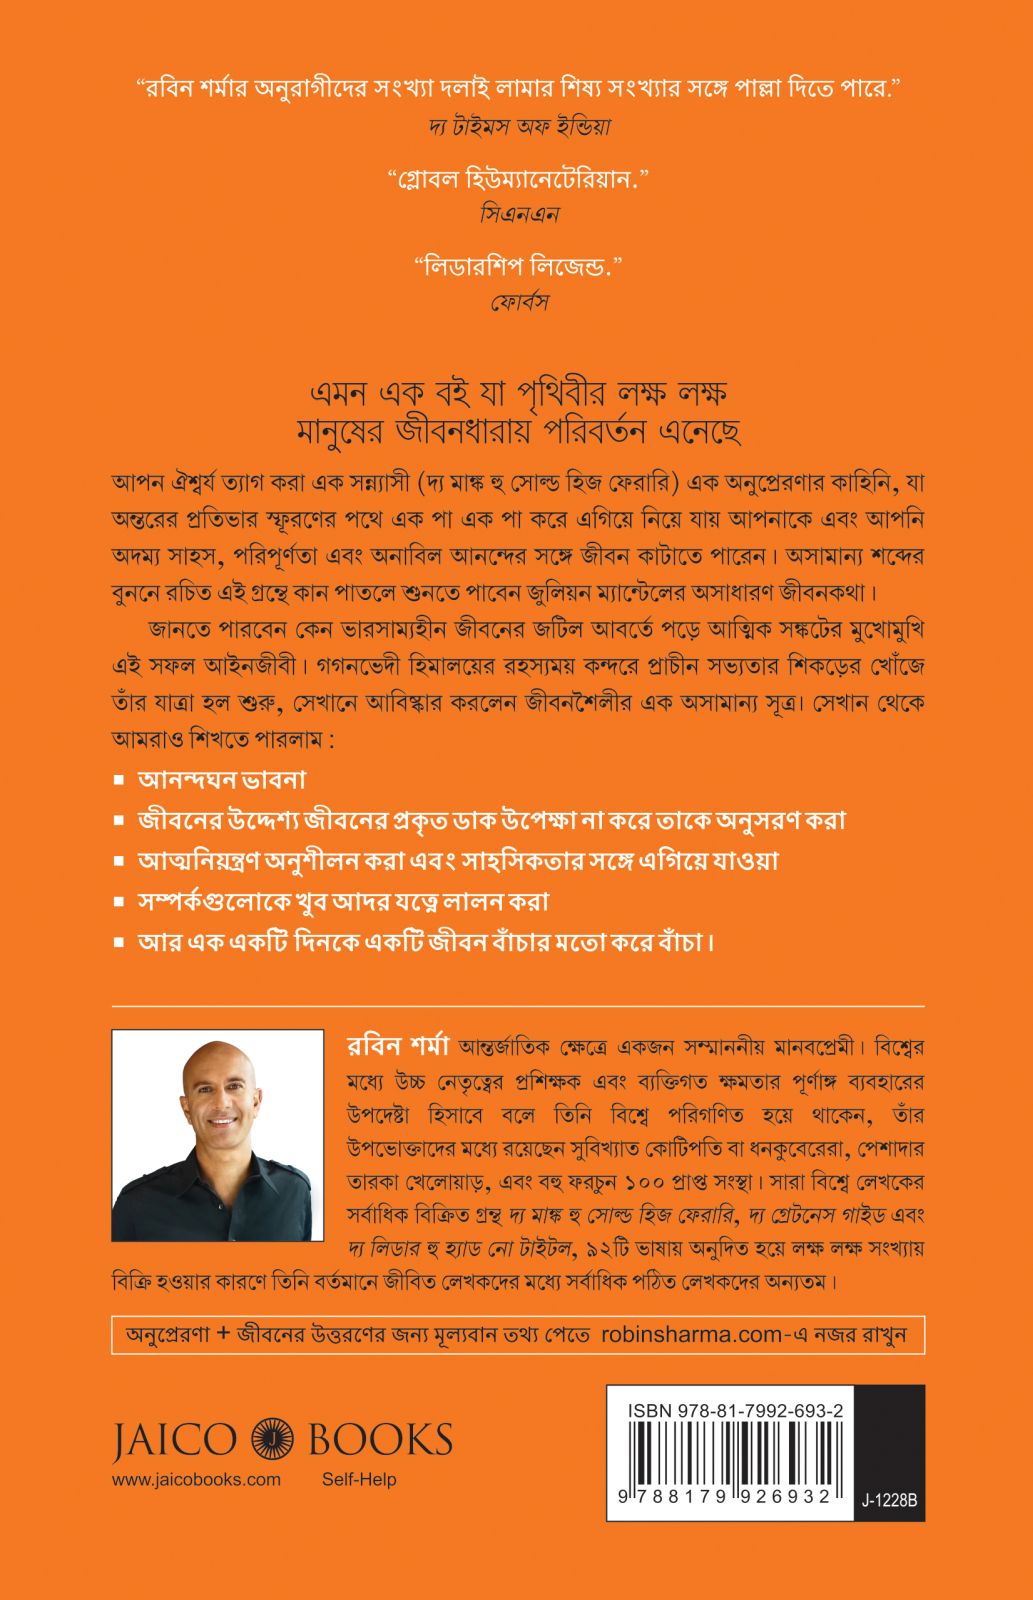 “রবিন শর্মার অনুরাগীদের সংখ্যা দলাই লামার শিষ্য সংখ্যার সঙ্গে পাল্লা দিতে পারে.”
দ্য টাইমস অফ ইন্ডিয়া
“গ্লোবল হিউম্যানেটেরিয়ান.”
সিএনএন
“লিডারশিপ লিজেন্ড.”
ফোর্বস
এমন এক বই যা পৃথিবীর লক্ষ লক্ষ
মানুষের জীবনধারায় পরিবর্তন এনেছে
আপন ঐশ্বর্য ত্যাগ করা এক সন্ন্যাসী (দ্য মাঙ্ক হু সোল্ড হিজ ফেরারি) এক অনুপ্রেরণার কাহিনি, যা
অন্তরের প্রতিভার স্ফূরণের পথে এক পা এক পা করে এগিয়ে নিয়ে যায় আপনাকে এবং আপনি
অদম্য সাহস, পরিপূর্ণতা এবং অনাবিল আনন্দের সঙ্গে জীবন কাটাতে পারেন। অসামান্য শব্দের
বুননে রচিত এই গ্রন্থে কান পাতলে শুনতে পাবেন জুলিয়ন ম্যান্টেলের অসাধারণ জীবনকথা।
জানতে পারবেন কেন ভারসাম্যহীন জীবনের জটিল আবর্তে পড়ে আত্মিক সঙ্কটের মুখোমুখি
এই সফল আইনজীবী। গগনভেদী হিমালয়ের রহস্যময় কন্দরে প্রাচীন সভ্যতার শিকড়ের খোঁজে
তাঁর যাত্রা হল শুরু, সেখানে আবিষ্কার করলেন জীবনশৈলীর এক অসামান্য সূত্র। সেখান থেকে
আমরাও শিখতে পারলাম :
▪ আনন্দঘন ভাবনা
▪ জীবনের উদ্দেশ্য জীবনের প্রকৃত ডাক উপেক্ষা না করে তাকে অনুসরণ করা
▪ আত্মনিয়ন্ত্রণ অনুশীলন করা এবং সাহসিকতার সঙ্গে এগিয়ে যাওয়া
▪ সম্পর্কগুলোকে খুব আদর যত্নে লালন করা
▪ আর এক একটি দিনকে একটি জীবন বাঁচার মতো করে বাঁচা।
রবিন শর্মা আন্তর্জাতিক ক্ষেত্রে একজন সম্মাননীয় মানবপ্রেমী। বিশ্বের
মধ্যে উচ্চ নেতৃত্বের প্রশিক্ষক এবং ব্যক্তিগত ক্ষমতার পূর্ণাঙ্গ ব্যবহারের
উপদেষ্টা হিসাবে বলে তিনি বিশ্বে পরিগণিত হয়ে থাকেন, তাঁর
উপভোক্তাদের মধ্যে রয়েছেন সুবিখ্যাত কোটিপতি বা ধনকুবেরেরা, পেশাদার
তারকা খেলোয়াড়, এবং বহু ফরচুন ১০০ প্রাপ্ত সংস্থা। সারা বিশ্বে লেখকের
সর্বাধিক বিক্রিত গ্রন্থ দ্য মাঙ্ক হু সোল্ড হিজ ফেরারি, দ্য গ্রেটনেস গাইড এবং
দ্য লিডার হু হ্যাড নো টাইটল, ৯২টি ভাষায় অনুদিত হয়ে লক্ষ লক্ষ সংখ্যায়
বিক্রি হওয়ার কারণে তিনি বর্তমানে জীবিত লেখকদের মধ্যে সর্বাধিক পঠিত লেখকদের অন্যতম।
অনুপ্রেরণা + জীবনের উত্তরণের জন্য মূল্যবান তথ্য পেতে robinsharma.com-এ নজর রাখুন
JAICO J BOOKS
www.jaicobooks.com Self-Help
ISBN 978-81-7992-693-2
9 788179 926932
J-1228B